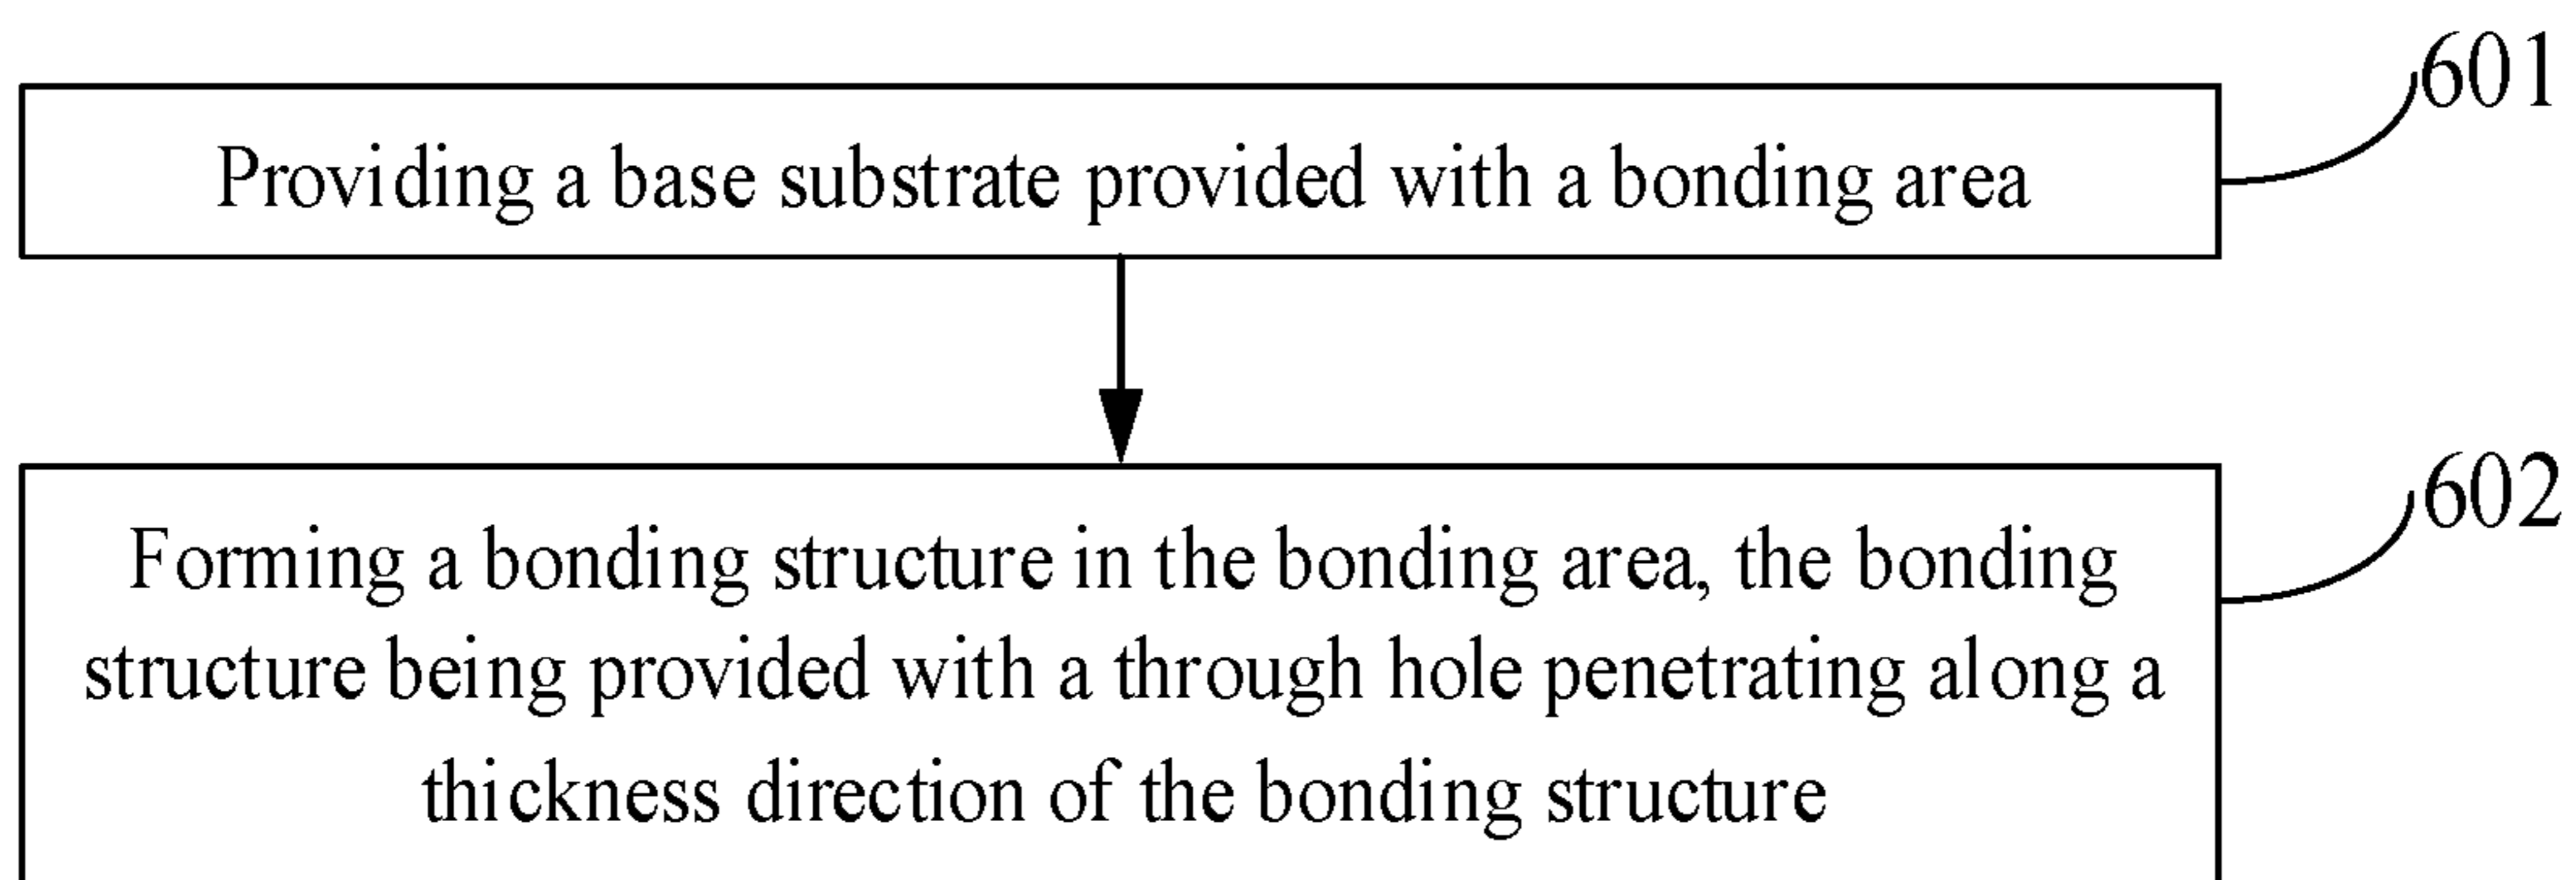 601
Providing a base substrate provided with a bonding area
602
Forming a bonding structure in the bonding area, the bonding
structure being provided with a through hole penetrating along a
thickness direction of the bonding structure